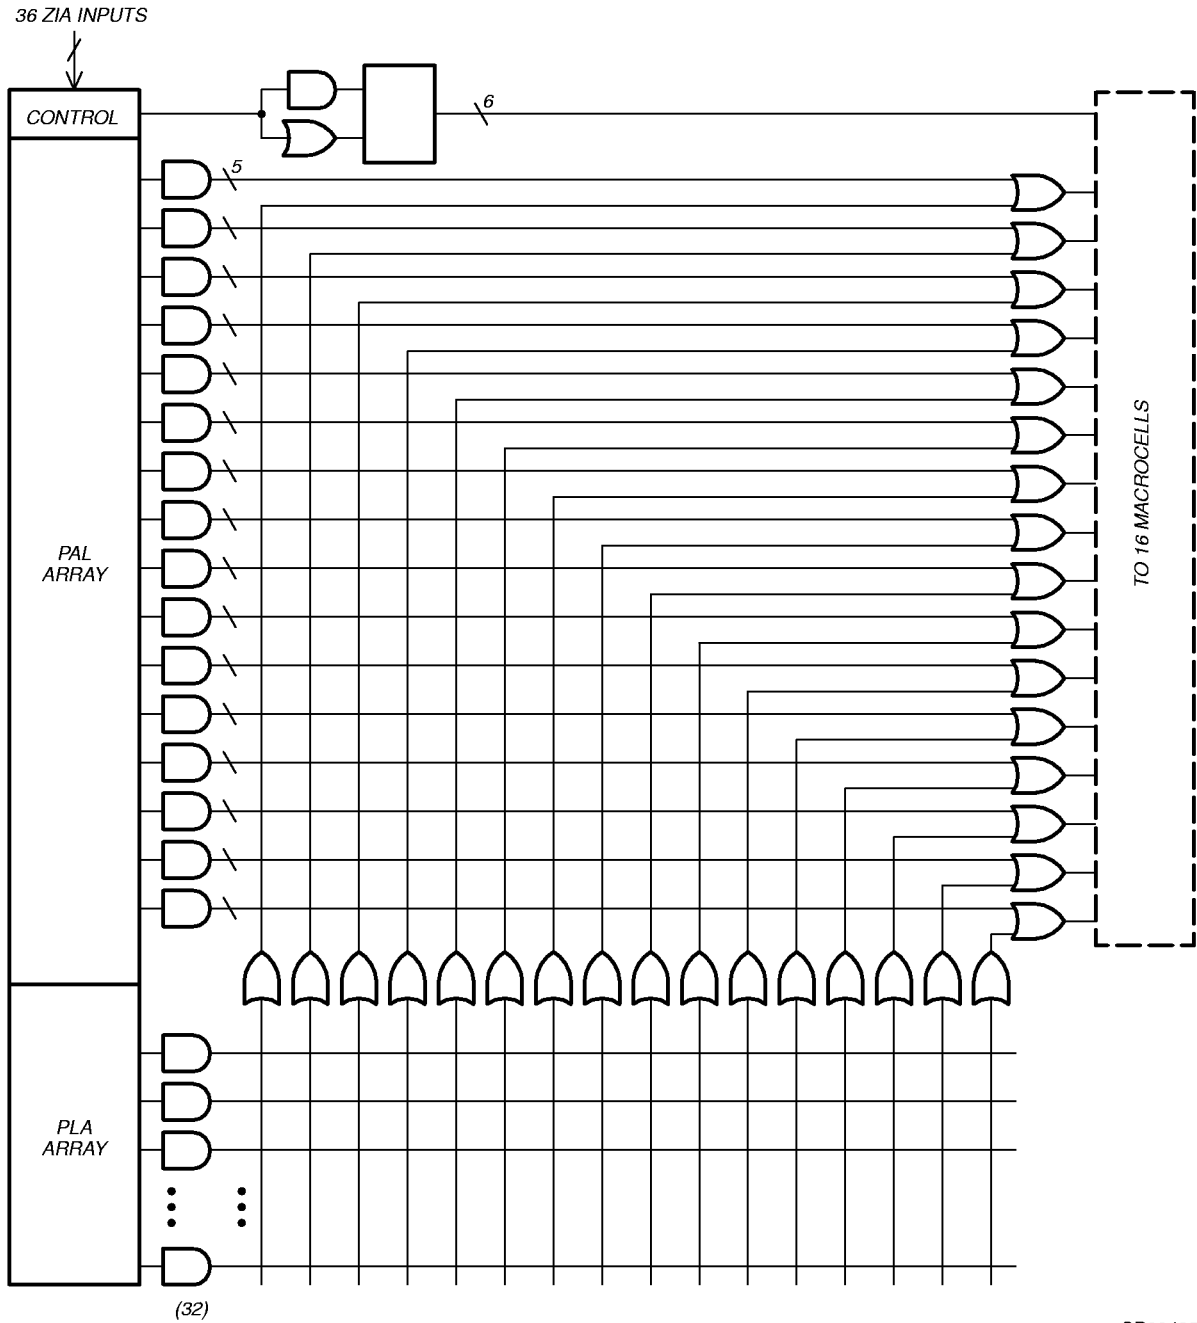 36 ZIA INPUTS
CONTROL
6
5
PAL
ARRAY
TO 16 MACROCELLS
PLA
ARRAY
(32)